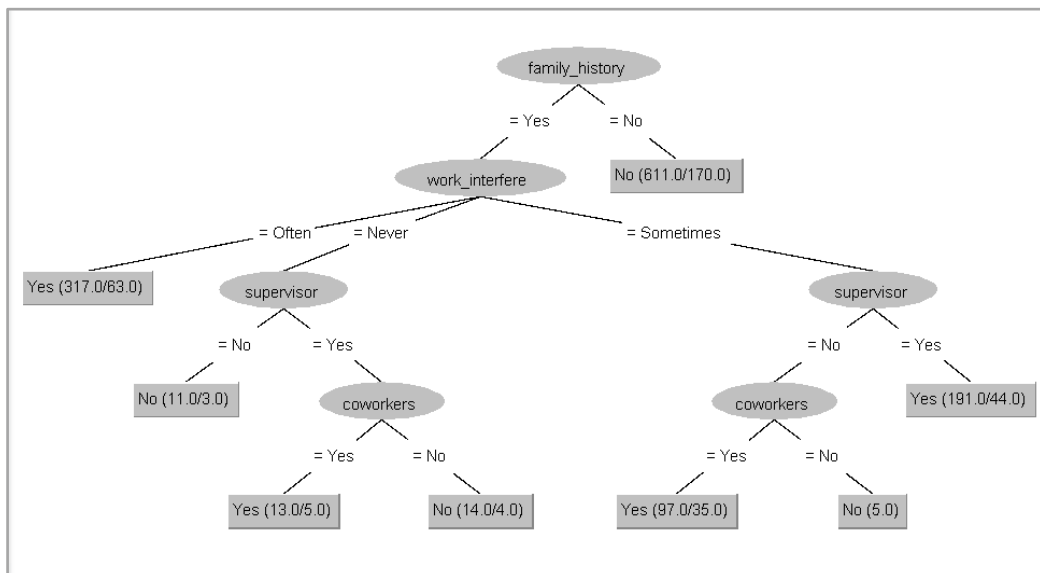 family_history
= Yes
= No
work_interfere
No (611.0/170.0)
= Often
= Never
= Sometimes
Yes (317.0/63.0)
supervisor
supervisor
= No
= Yes
= No
= Yes
No (11.0/3.0)
coworkers
coworkers
Yes (191.0/44.0)
= Yes
= No
= Yes
= No
Yes (13.0/5.0)
No (14.0/4.0)
Yes (97.0/35.0)
No (5.0)